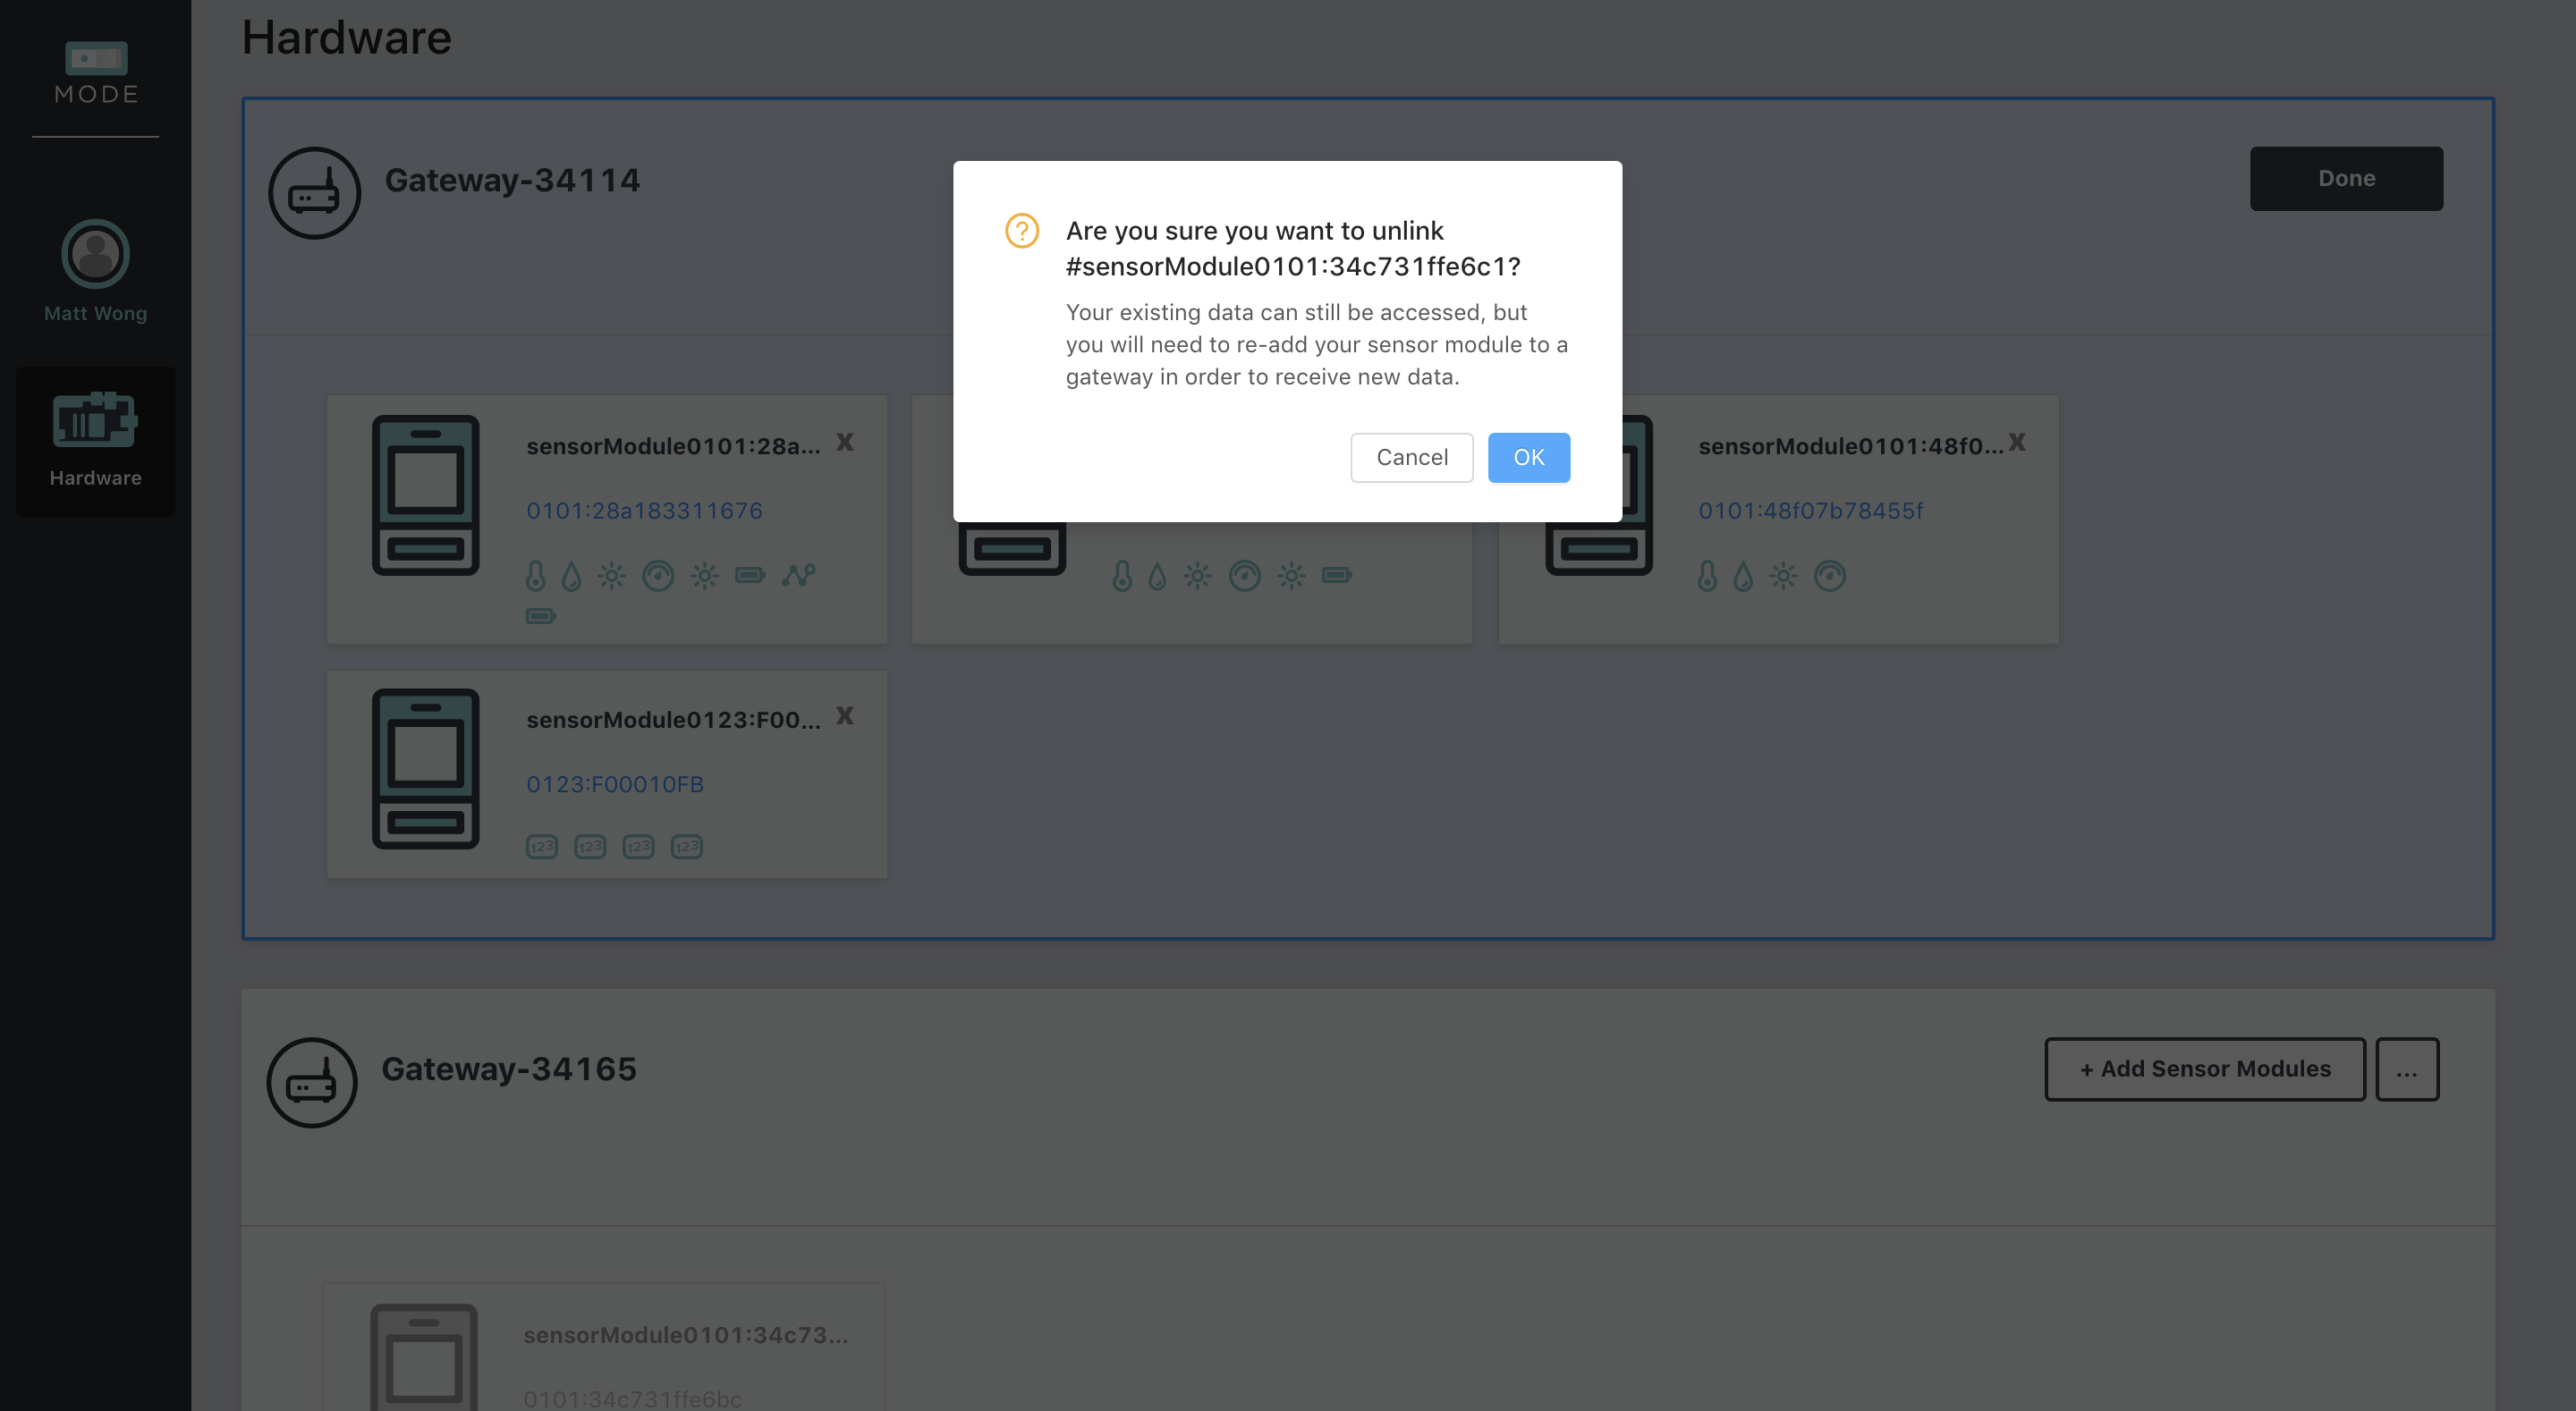 Hardware
MODE
Matt Wong
Hardware
Gateway-34114
Done
Are you sure you want to unlink
#sensorModule0101:34c731ffe6c1?
Your existing data can still be accessed, but
you will need to re-add your sensor module to a
gateway in order to receive new data.
Cancel
OK
sensorModule0101:28a... X
0101:28a183311676
sensorModule0101:48f0... X
0101:48f07b78455f
sensorModule0123:F00... X
0123:F00010FB
123 123 123 123
Gateway-34165
+ Add Sensor Modules
...
sensorModule0101:34c73...
0101:34c731ffe6bc